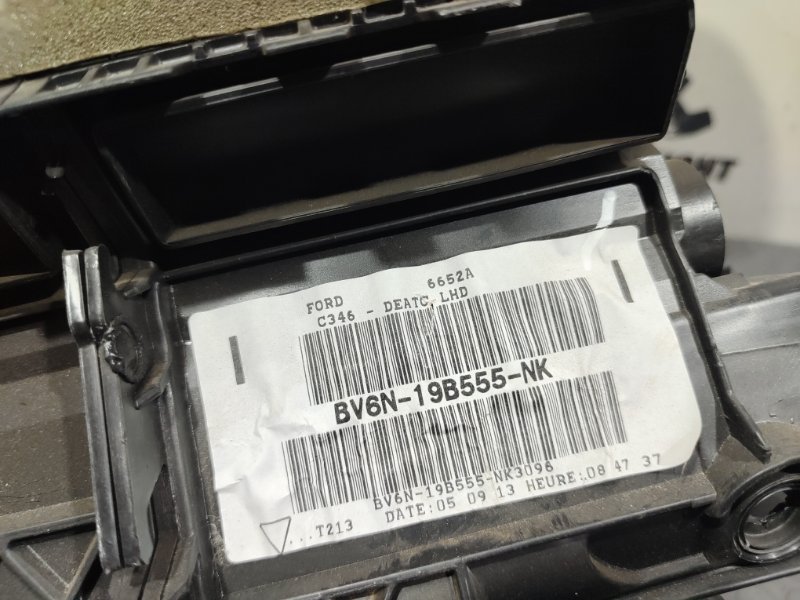 FORD 6652A
C346 - DEATC LHD
BV6N-19B555-NK
BV6N-19B555-NK3096
DATE:05 09 13 HEURE:08 47 37
...T213